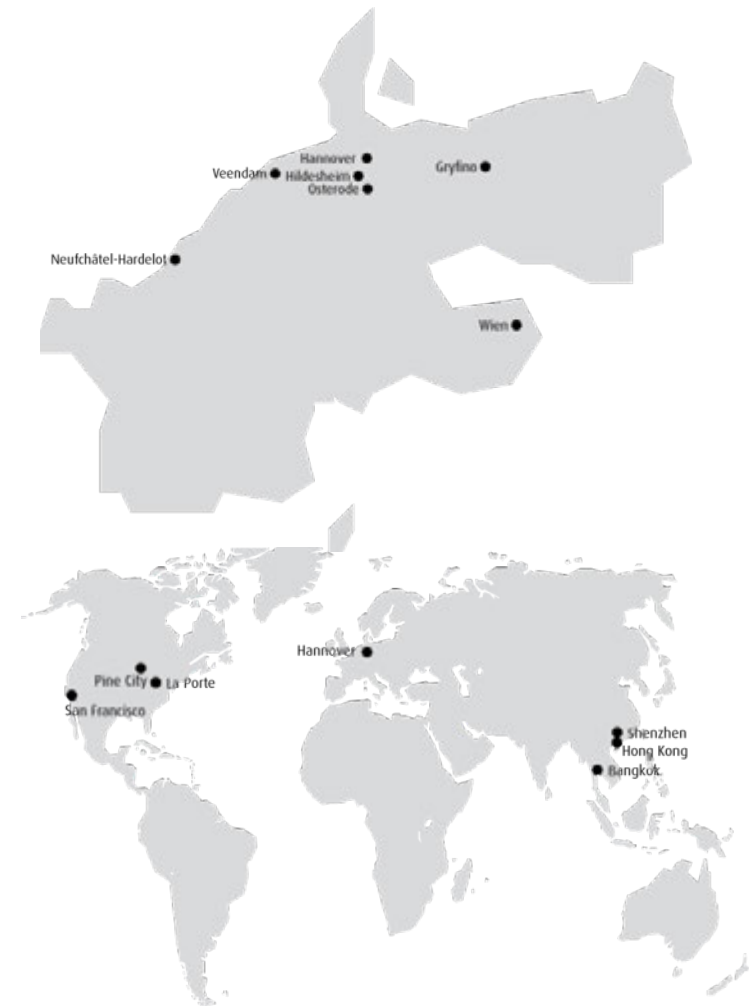 Hannover
Veendam
Hildesheim
Gryfino
Osterode
Neufchâtel-Hardelot
Wien
Hannover
Pine City
La Porte
San Francisco
Shenzhen
Hong Kong
Bangkok